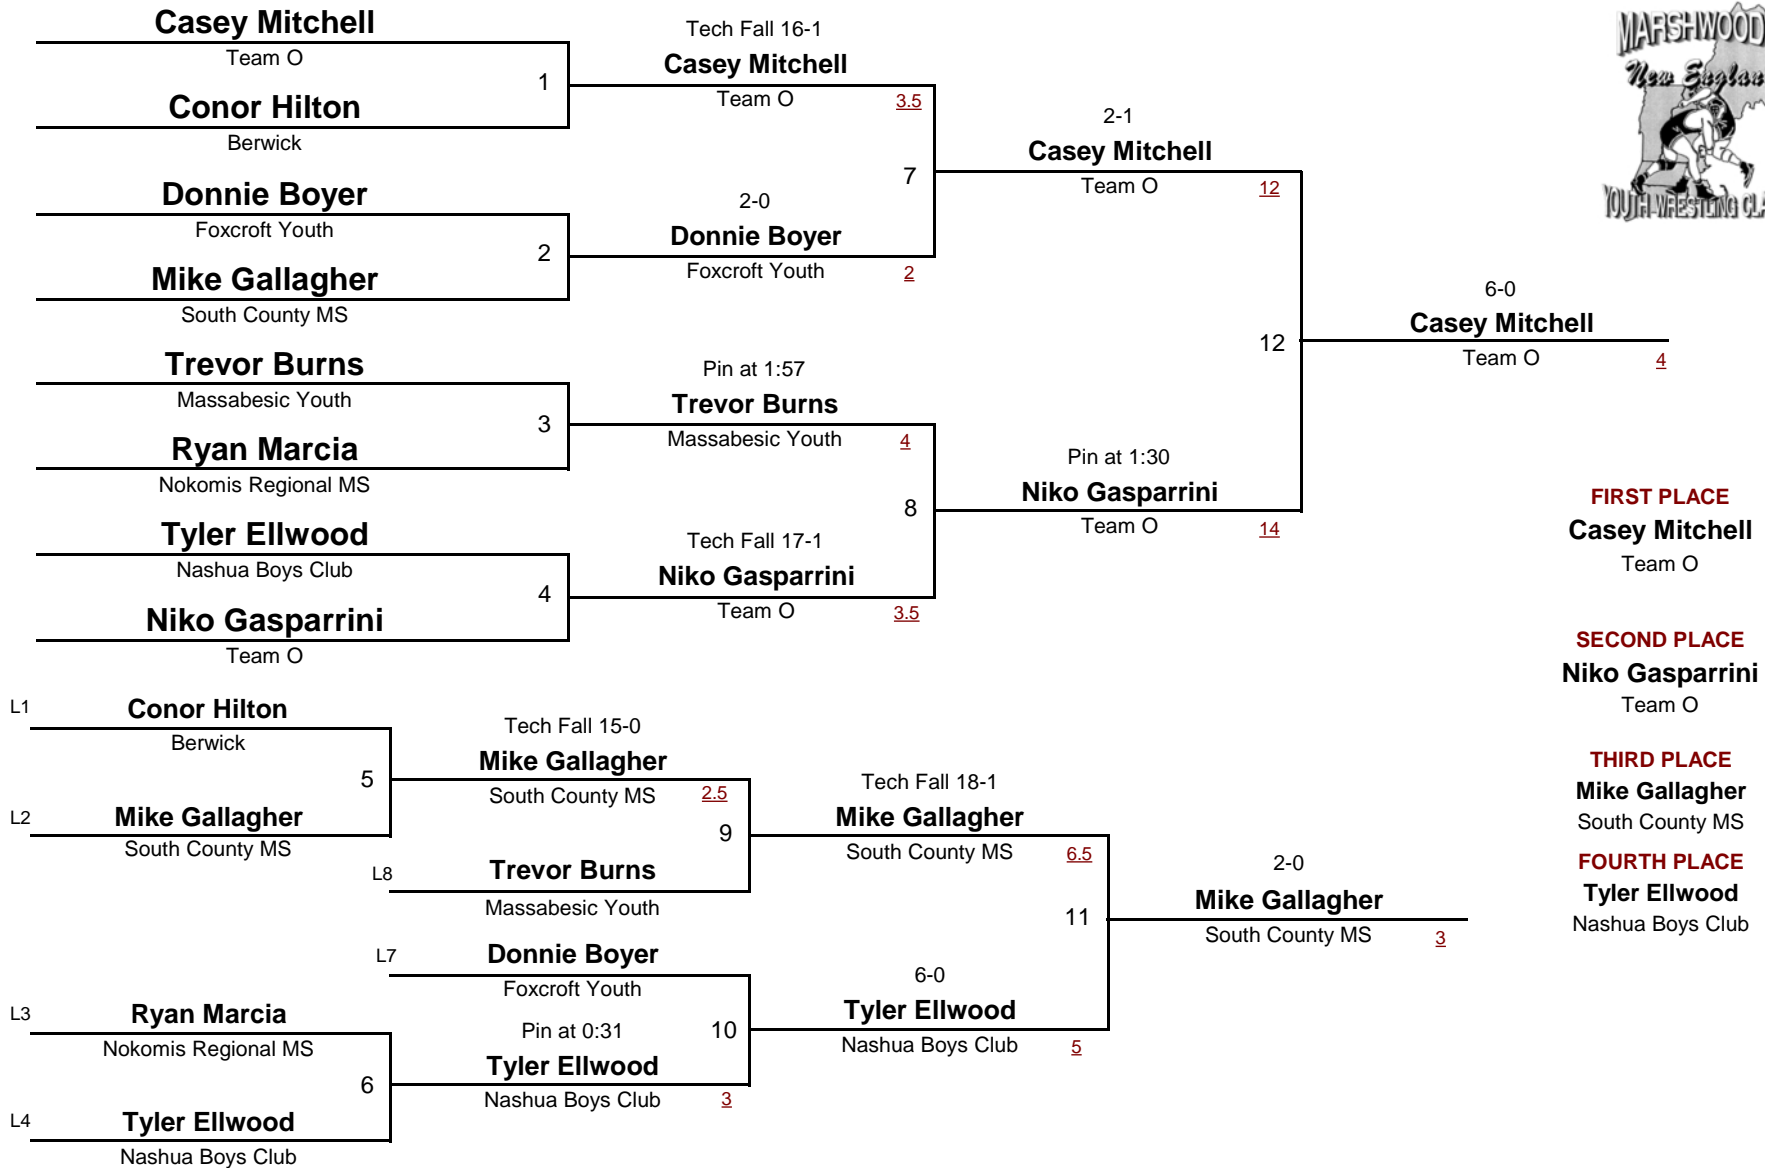 Casey Mitchell
Team O
1
Conor Hilton
Berwick
Donnie Boyer
Foxcroft Youth
2
Mike Gallagher
South County MS
Trevor Burns
Massabesic Youth
3
Ryan Marcia
Nokomis Regional MS
Tyler Ellwood
Nashua Boys Club
4
Niko Gasparrini
Team O
Tech Fall 16-1
Casey Mitchell
Team O 3.5
7
2-0
Donnie Boyer
Foxcroft Youth 2
Pin at 1:57
Trevor Burns
Massabesic Youth 4
8
Tech Fall 17-1
Niko Gasparrini
Team O 3.5
2-1
Casey Mitchell
Team O 12
12
Pin at 1:30
Niko Gasparrini
Team O 14
6-0
Casey Mitchell
Team O 4
MARSHWOOD
New Englan
YOUTH WRESTLING CLA
FIRST PLACE
Casey Mitchell
Team O
SECOND PLACE
Niko Gasparrini
Team O
THIRD PLACE
Mike Gallagher
South County MS
FOURTH PLACE
Tyler Ellwood
Nashua Boys Club
L1 Conor Hilton
Berwick
5
L2 Mike Gallagher
South County MS
L3 Ryan Marcia
Nokomis Regional MS
6
L4 Tyler Ellwood
Nashua Boys Club
Tech Fall 15-0
Mike Gallagher
South County MS 2.5
9
L8 Trevor Burns
Massabesic Youth
L7 Donnie Boyer
Foxcroft Youth
10
Pin at 0:31
Tyler Ellwood
Nashua Boys Club 3
Tech Fall 18-1
Mike Gallagher
South County MS 6.5
11
6-0
Tyler Ellwood
Nashua Boys Club 5
2-0
Mike Gallagher
South County MS 3